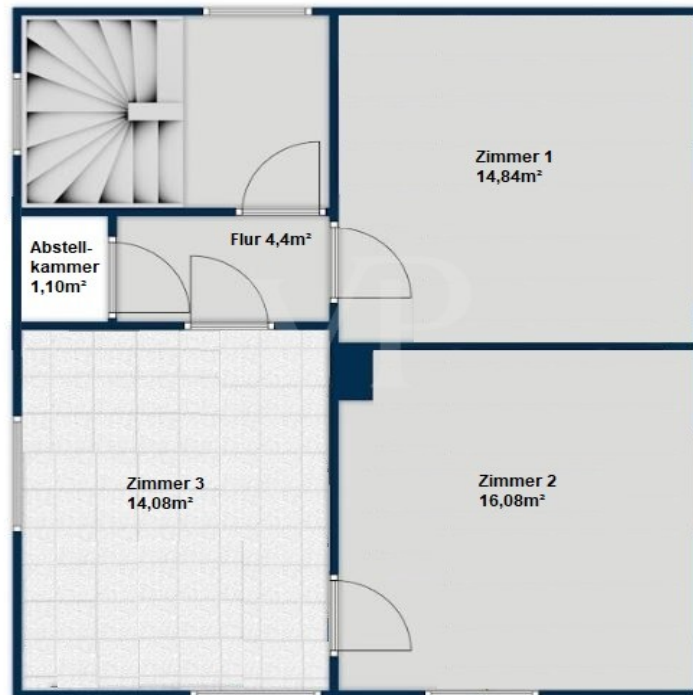 Zimmer 1
14,84m²
Flur 4,4m²
Abstell-
kammer
1,10m²
Zimmer 3
14,08m²
Zimmer 2
16,08m²
VP